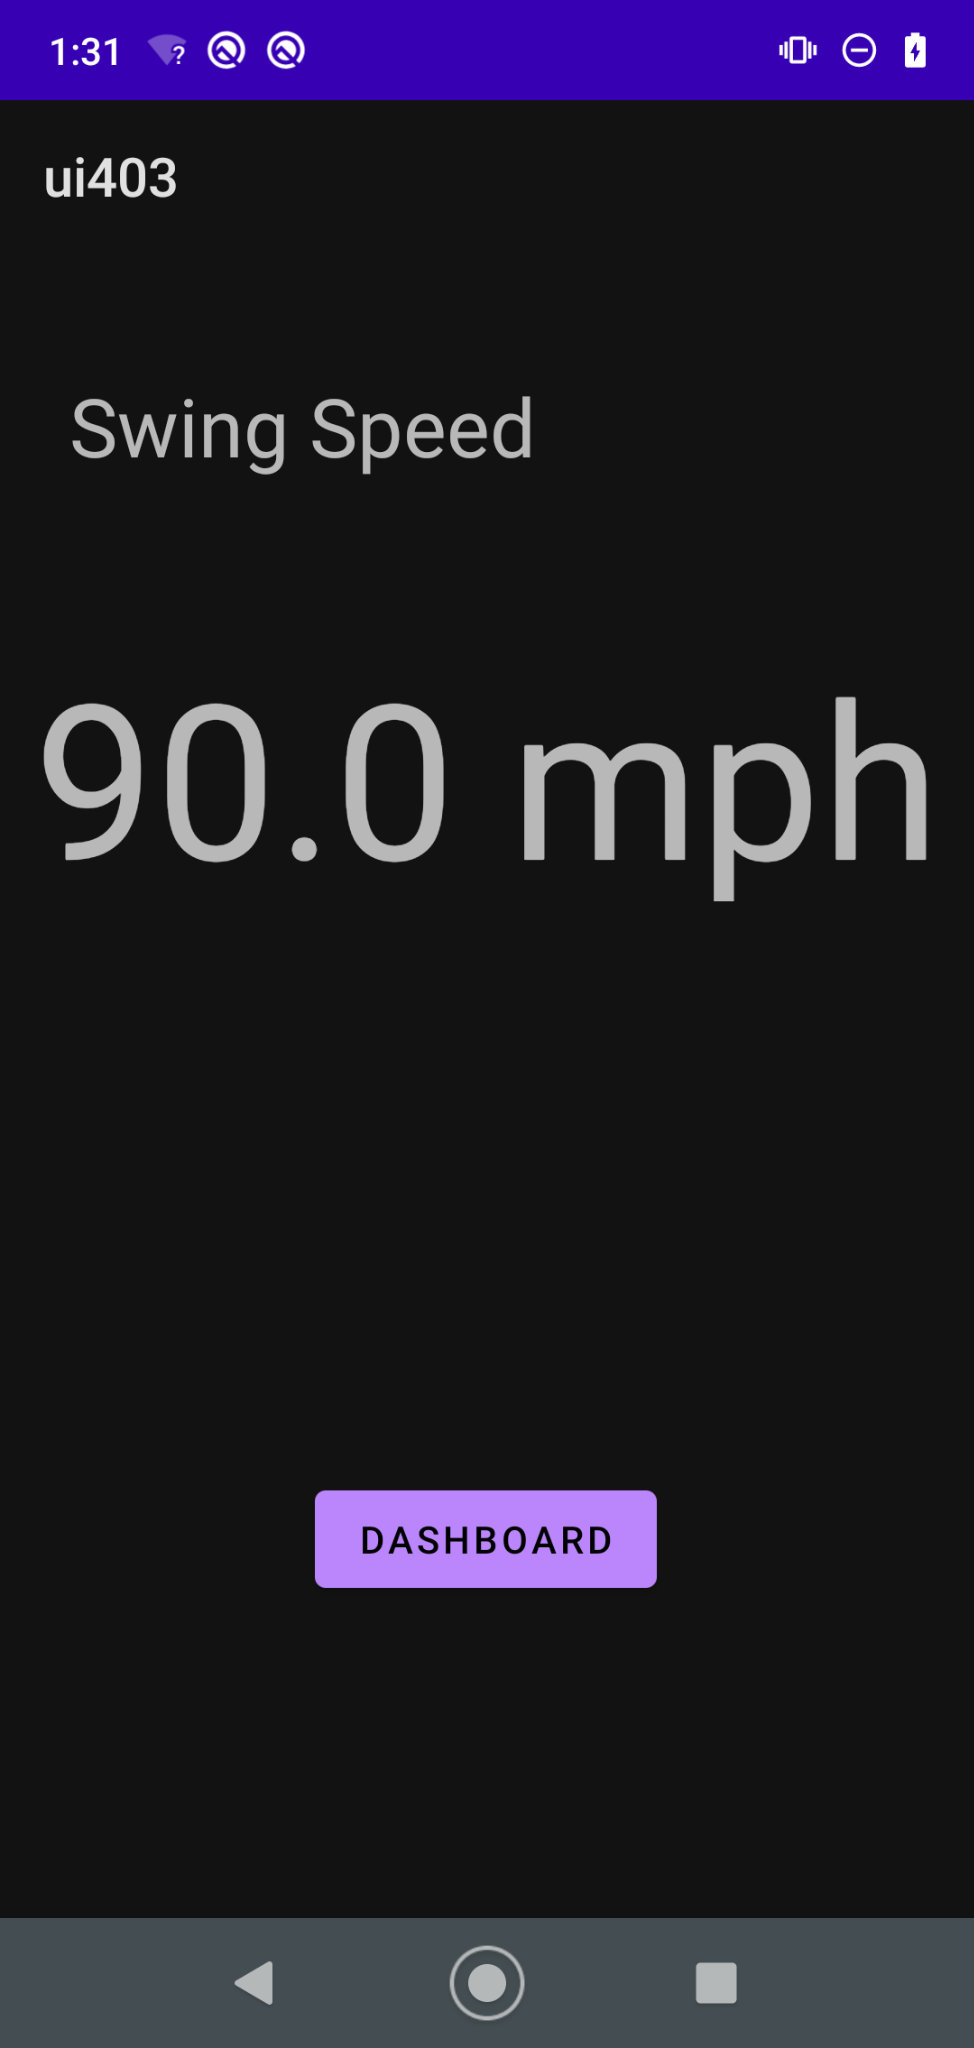 1:31
ui403
Swing Speed
90.0 mph
DASHBOARD